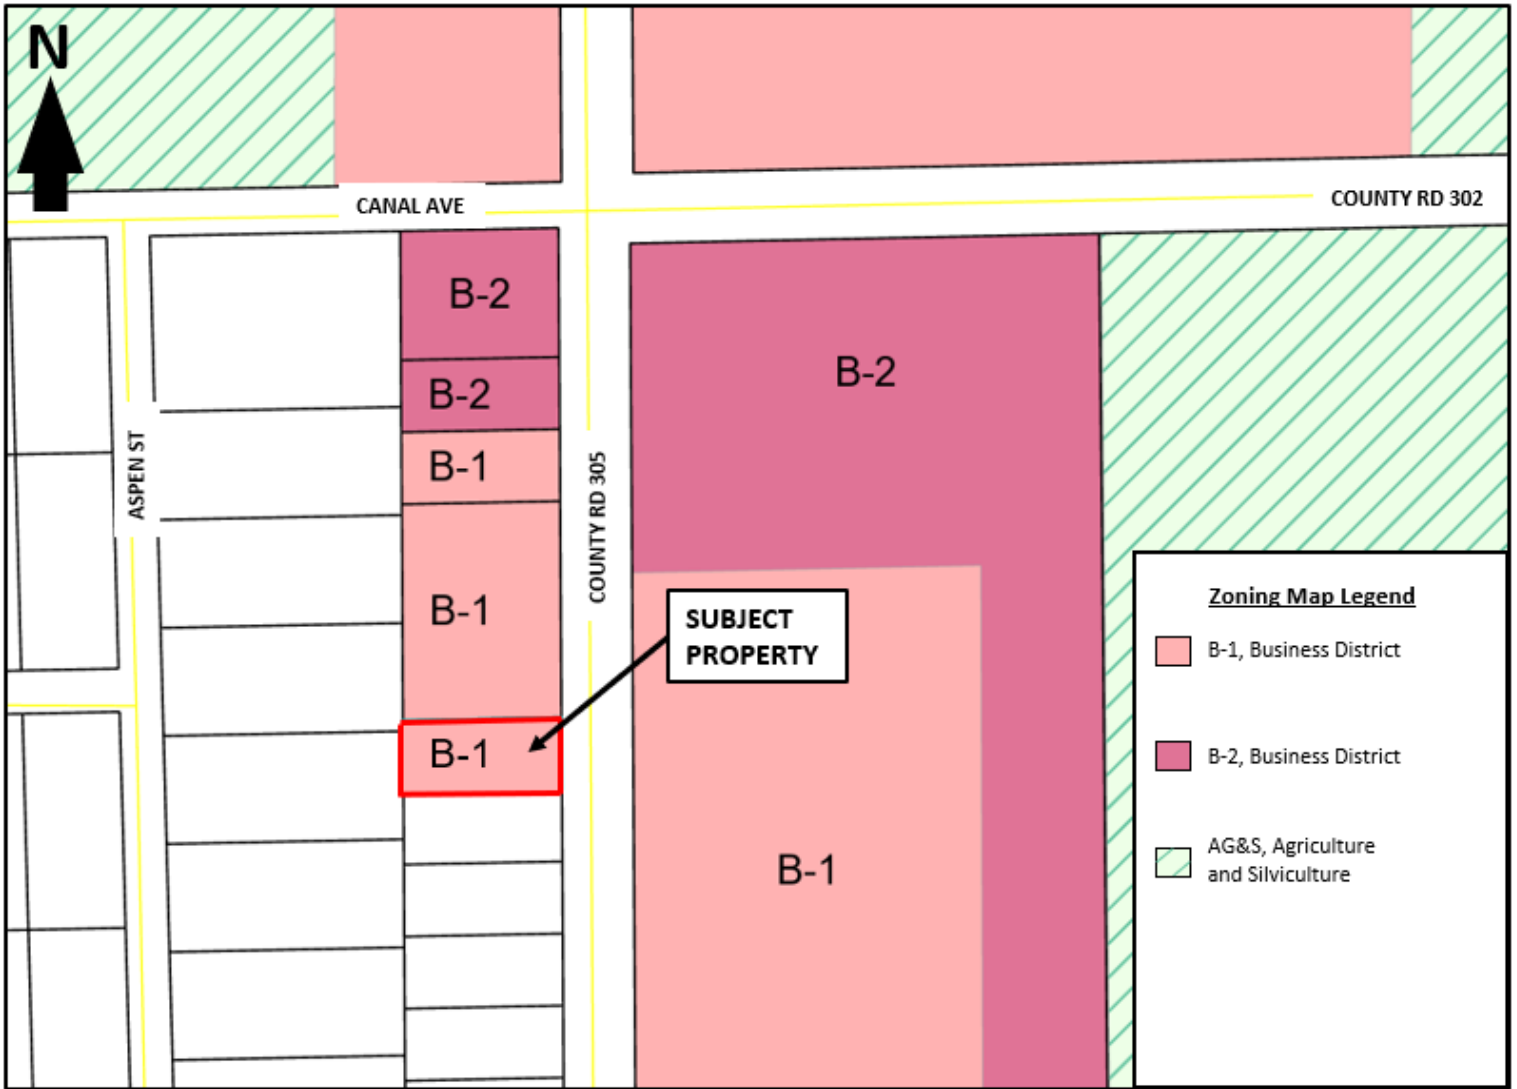 N
CANAL AVE
COUNTY RD 302
B-2
B-2
B-2
B-1
ASPEN ST
COUNTY RD 305
B-1
SUBJECT
PROPERTY
B-1
B-1
Zoning Map Legend
B-1, Business District
B-2, Business District
AG&S, Agriculture
and Silviculture